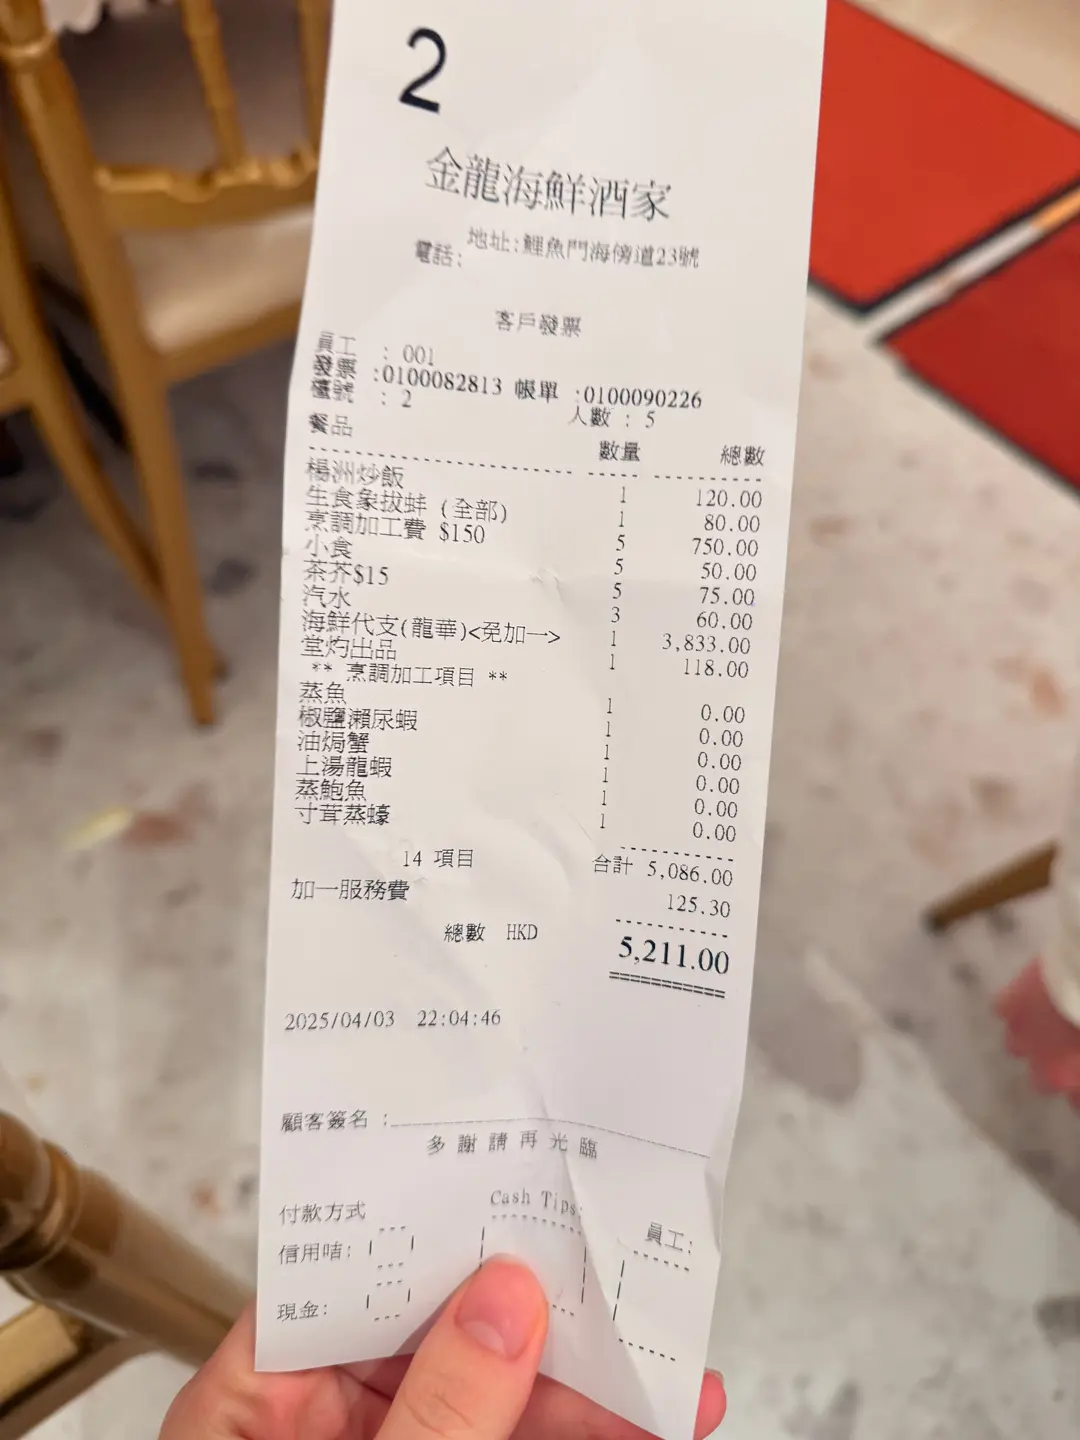 2
金龍海鮮酒家
地址:鯉魚門海傍道23號
電話:
客戶發票
員工 : 001
發票 :0100082813 帳單 :0100090226
檯號 : 2 人數 : 5
餐品 數量 總數
楊洲炒飯 1 120.00
生食象拔蚌 (全部) 1 80.00
烹調加工費 $150 5 750.00
小食 5 50.00
茶芥$15 5 75.00
汽水 3 60.00
海鮮代支(龍華)<免加一> 1 3,833.00
堂灼出品 1 118.00
** 烹調加工項目 **
蒸魚 1 0.00
椒鹽瀨尿蝦 1 0.00
油焗蟹 1 0.00
上湯龍蝦 1 0.00
蒸鮑魚 1 0.00
寸茸蒸蠔 1 0.00
14 項目 合計 5,086.00
加一服務費 125.30
總數 HKD 5,211.00
2025/04/03 22:04:46
顧客簽名 :
多謝請再光臨
付款方式 Cash Tips: 員工:
信用咭:
現金: